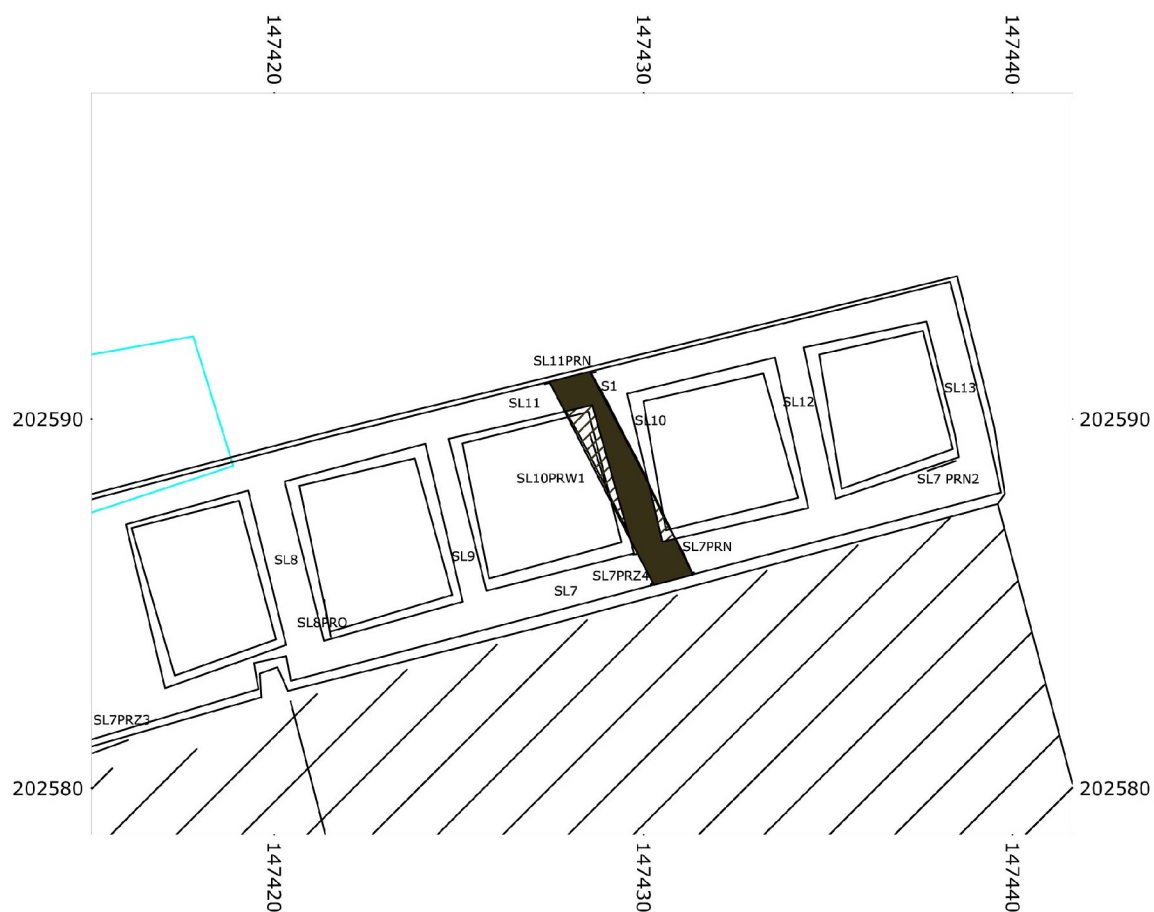 147420
147430
147440
SL11PRN
S1
SL13
SL11
SL12
202590
202590
SL10
SL10PRW1
SL7 PRN2
SL7PRN
SL8
SL9
SL7PRZ4
SL7
SL8PRO
SL7PRZ3
202580
202580
147420
147430
147440